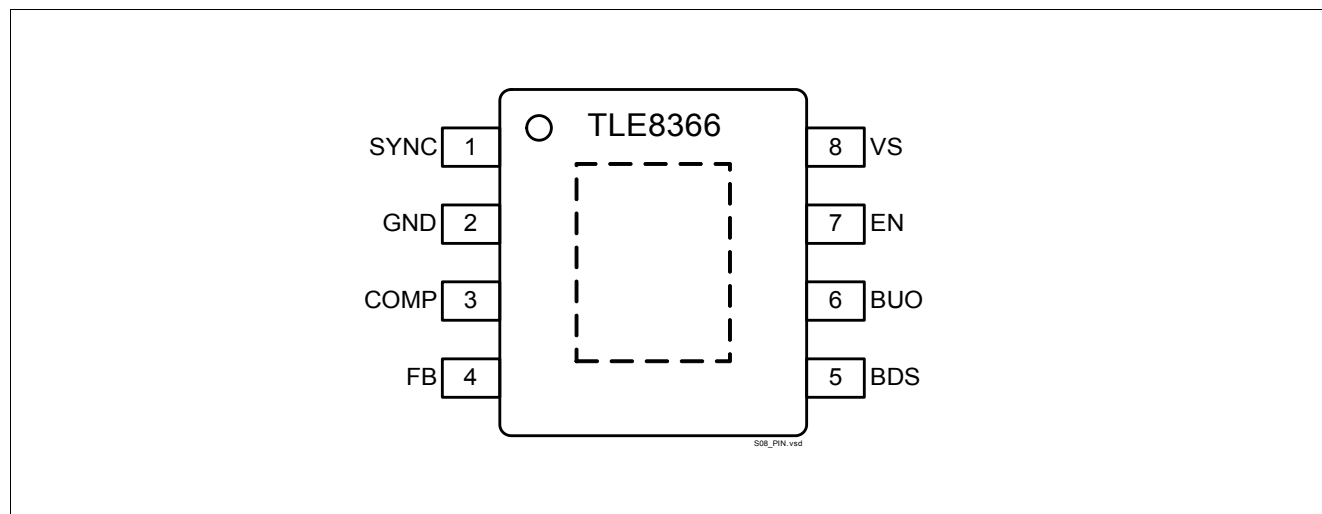 TLE8366
SYNC 1
8 VS
GND 2
7 EN
COMP 3
6 BUO
FB 4
5 BDS
S08_PIN.vsd